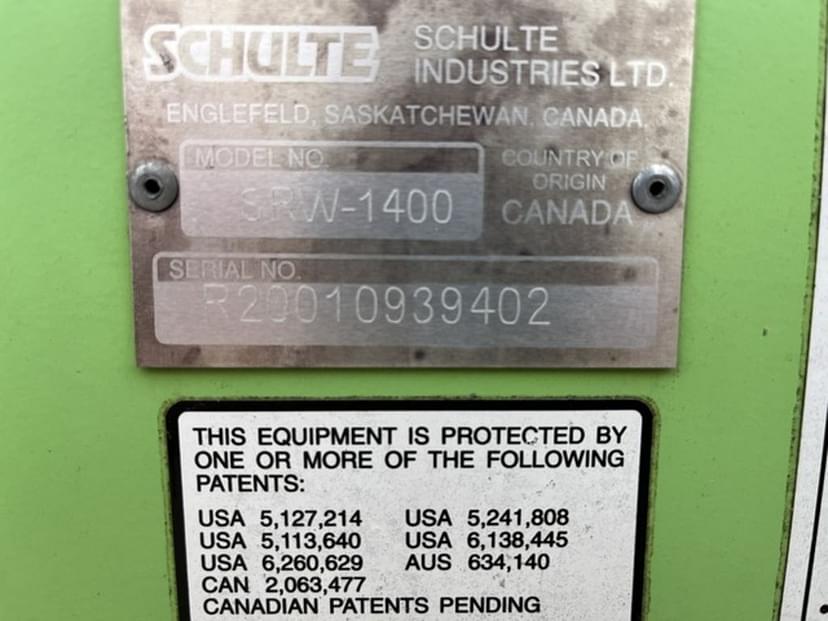 SCHULTE
SCHULTE
INDUSTRIES LTD.
ENGLEFELD, SASKATCHEWAN, CANADA.
MODEL NO.
SRW-1400
COUNTRY OF
ORIGIN
CANADA
SERIAL NO.
R20010939402
THIS EQUIPMENT IS PROTECTED BY
ONE OR MORE OF THE FOLLOWING
PATENTS:
USA 5,127,214 USA 5,241,808
USA 5,113,640 USA 6,138,445
USA 6,260,629 AUS 634,140
CAN 2,063,477
CANADIAN PATENTS PENDING